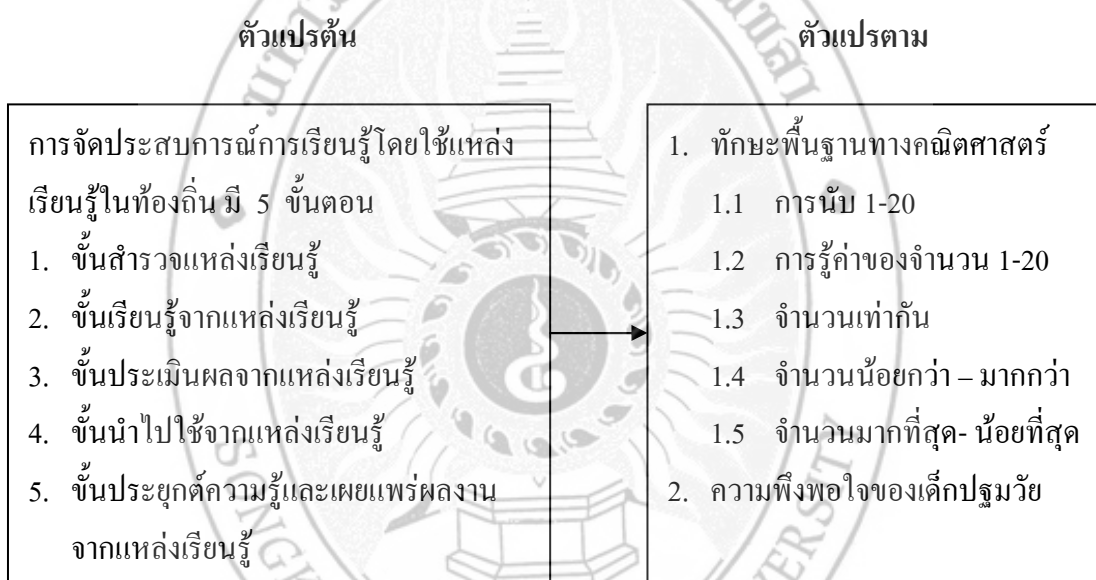 ตัวแปรต้น
ตัวแปรตาม
การจัดประสบการณ์การเรียนรู้โดยใช้แหล่ง
เรียนรู้ในท้องถิ่น มี 5 ขั้นตอน
1. ขั้นสำรวจแหล่งเรียนรู้
2. ขั้นเรียนรู้จากแหล่งเรียนรู้
3. ขั้นประเมินผลจากแหล่งเรียนรู้
4. ขั้นนำไปใช้จากแหล่งเรียนรู้
5. ขั้นประยุกต์ความรู้และเผยแพร่ผลงาน
จากแหล่งเรียนรู้
1. ทักษะพื้นฐานทางคณิตศาสตร์
1.1 การนับ 1-20
1.2 การรู้ค่าของจำนวน 1-20
1.3 จำนวนเท่ากัน
1.4 จำนวนน้อยกว่า – มากกว่า
1.5 จำนวนมากที่สุด- น้อยที่สุด
2. ความพึงพอใจของเด็กปฐมวัย